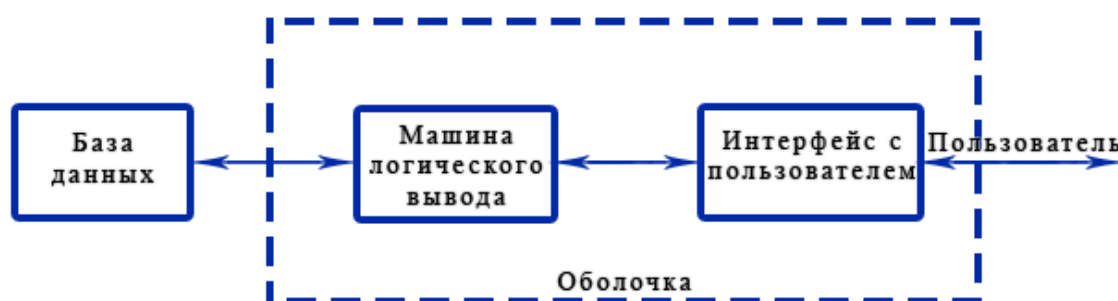 База
данных
Машина
логического
вывода
Интерфейс с
пользователем
Пользователь
Оболочка